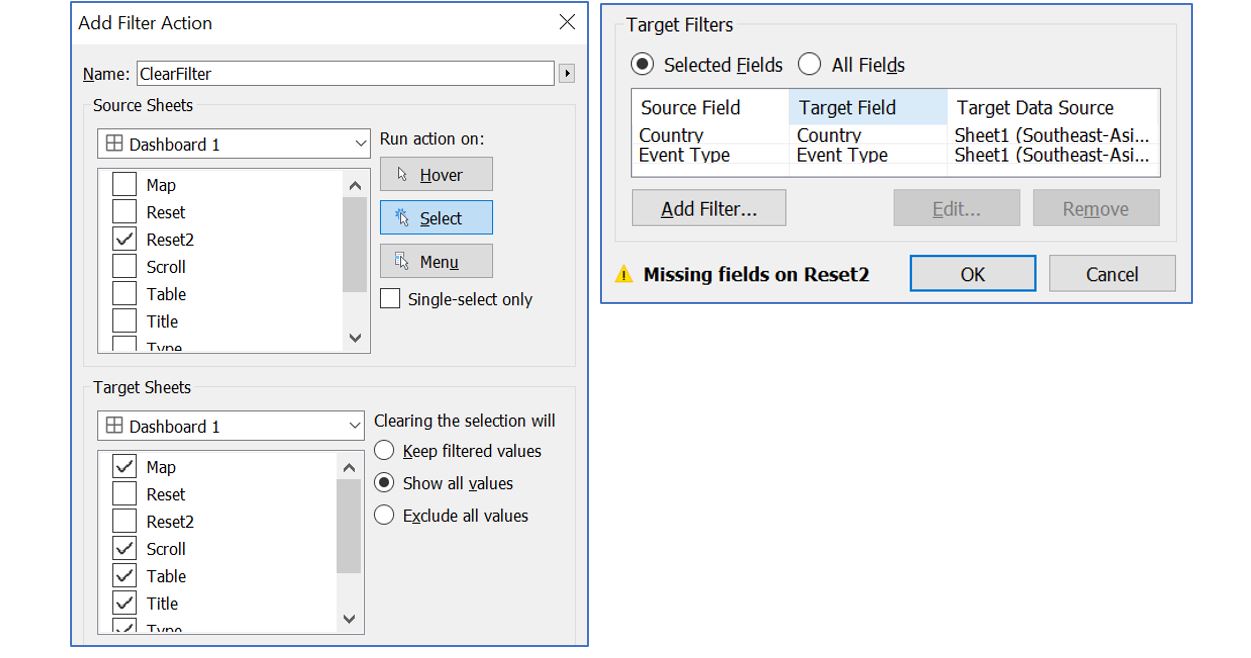 Add Filter Action
Name: ClearFilter
Source Sheets
Dashboard 1
Run action on:
Map
Reset
Reset2
Scroll
Table
Title
Type
Hover
Select
Menu
Single-select only
Target Sheets
Dashboard 1
Clearing the selection will
Map
Reset
Reset2
Scroll
Table
Title
Type
Keep filtered values
Show all values
Exclude all values
Target Filters
Selected Fields All Fields
Source Field Target Field Target Data Source
Country Country Sheet1 (Southeast-Asi...
Event Type Event Type Sheet1 (Southeast-Asi...
Add Filter... Edit... Remove
Missing fields on Reset2 OK Cancel